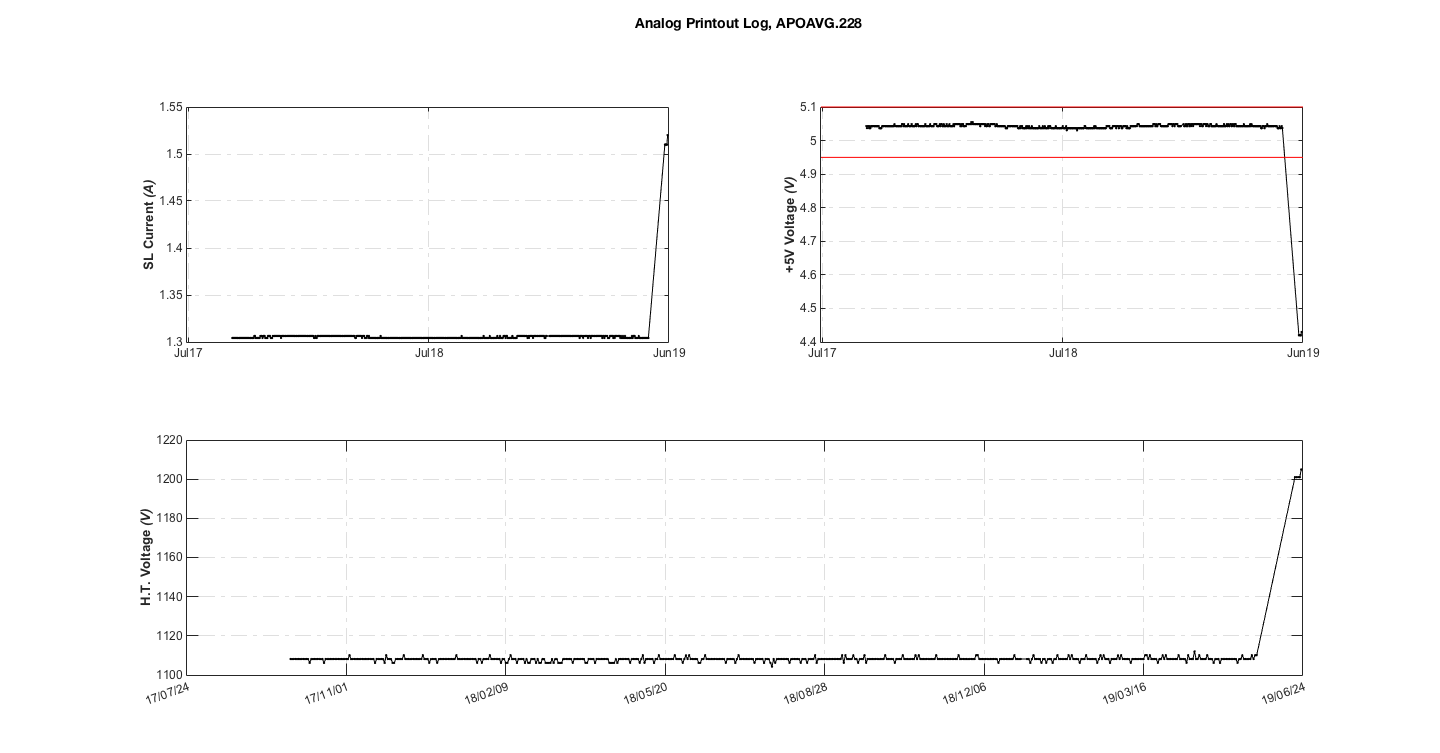 Analog Printout Log, APOAVG.228
SL Current (A)
1.55
1.5
1.45
1.4
1.35
1.3
Jul17
Jul18
Jun19
+5V Voltage (V)
5.1
5
4.9
4.8
4.7
4.6
4.5
4.4
Jul17
Jul18
Jun19
H.T. Voltage (V)
1220
1200
1180
1160
1140
1120
1100
17/07/24
17/11/01
18/02/09
18/05/20
18/08/28
18/12/06
19/03/16
19/06/24